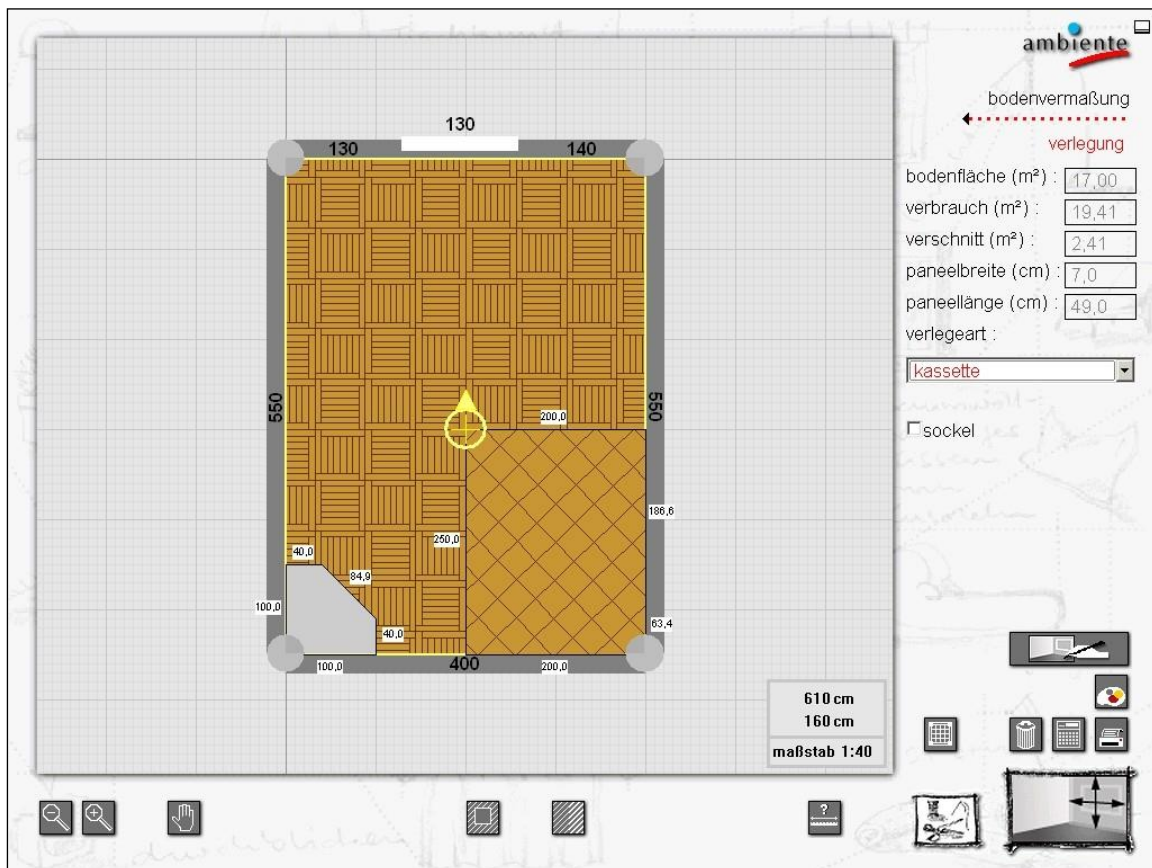 ambiente
bodenvermaßung
verlegung
bodenfläche (m²) : 17,00
verbrauch (m²) : 19,41
verschnitt (m²) : 2,41
paneelbreite (cm) : 7,0
paneellänge (cm) : 49,0
verlegeart :
kassette
sockel
130
130
140
550
550
200,0
186,6
250,0
40,0
84,9
100,0
40,0
63,4
100,0
400
200,0
610 cm
160 cm
maßstab 1:40
?